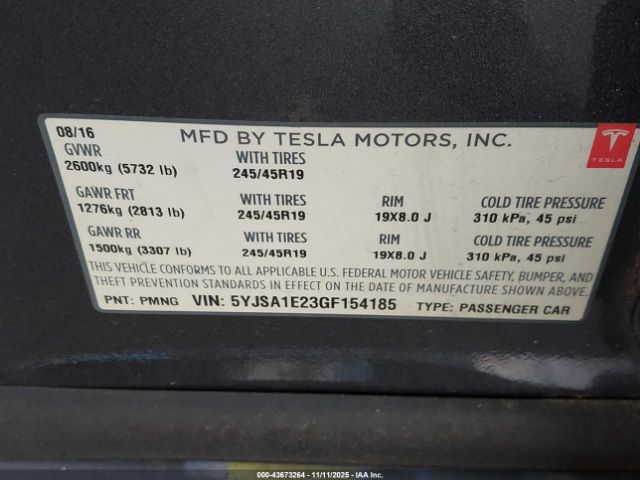 08/16 MFD BY TESLA MOTORS, INC.
TESLA
GVWR WITH TIRES
2600kg (5732 lb) 245/45R19
GAWR FRT WITH TIRES RIM COLD TIRE PRESSURE
1276kg (2813 lb) 245/45R19 19X8.0 J 310 kPa, 45 psi
GAWR RR WITH TIRES RIM COLD TIRE PRESSURE
1500kg (3307 lb) 245/45R19 19X8.0 J 310 kPa, 45 psi
THIS VEHICLE CONFORMS TO ALL APPLICABLE U.S. FEDERAL MOTOR VEHICLE SAFETY, BUMPER, AND
THEFT PREVENTION STANDARDS IN EFFECT ON THE DATE OF MANUFACTURE SHOWN ABOVE.
PNT: PMNG VIN: 5YJSA1E23GF154185 TYPE: PASSENGER CAR
000-43673264 - 11/11/2025 - IAA Inc.